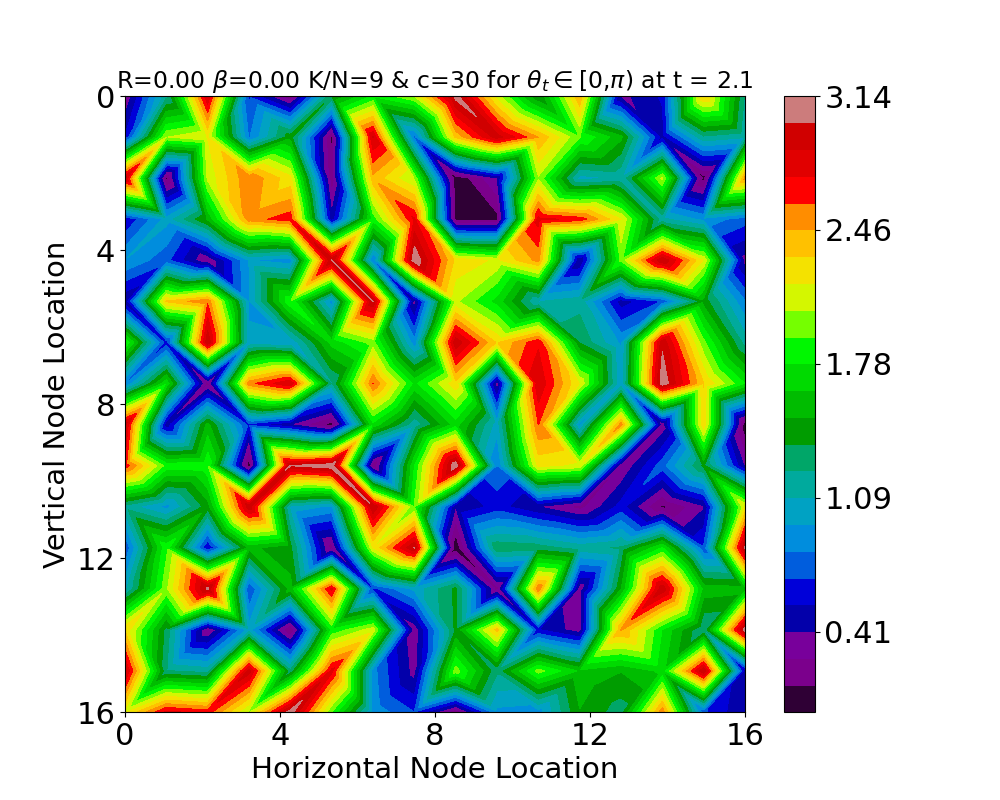 R=0.00 β=0.00 K/N=9 & c=30 for θₜ ∈ [0,π) at t = 2.1
0
4
8
12
16
0 4 8 12 16
Vertical Node Location
Horizontal Node Location
3.14
2.46
1.78
1.09
0.41